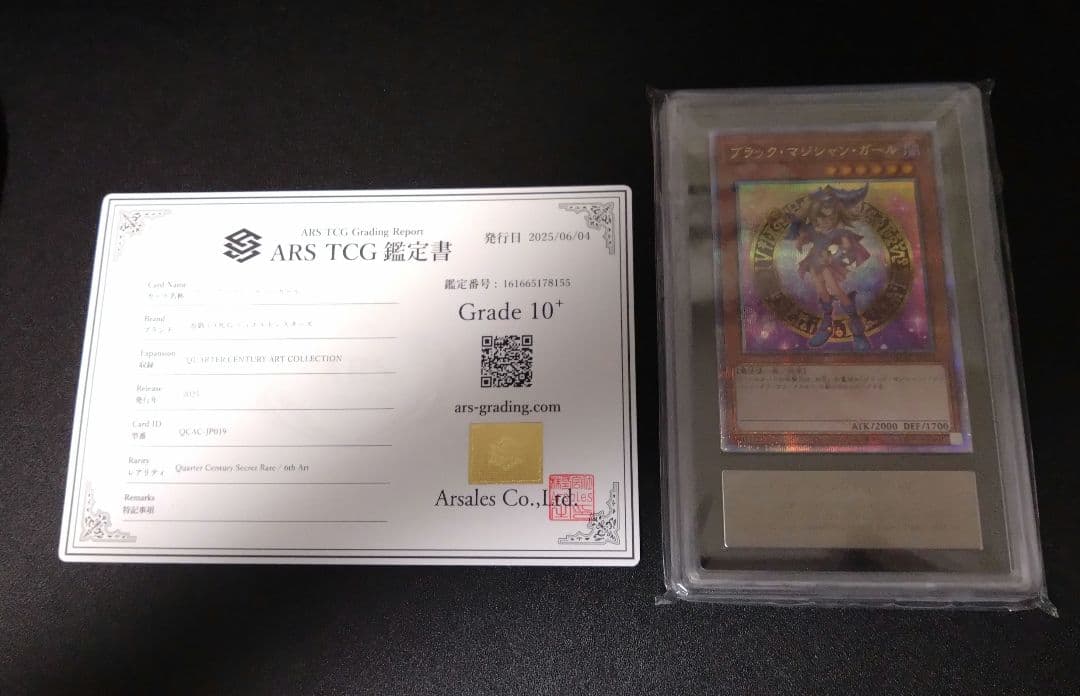 ARS TCG Grading Report
ARS TCG 鑑定書
発行日 2025/06/04
鑑定番号：161665178155
Grade 10+
ars-grading.com
Arsales Co.,Ltd.
Card Name
カード名称
Brand
ブランド
Expansion
収録
QUARTER CENTURY ART COLLECTION
Release
発行年
2025
Card ID
型番
QCAC-JP019
Rarity
レアリティ
Quarter Century Secret Rare / 6th Art
Remarks
特記事項
ブラック・マジシャン・ガール
ATK/2000 DEF/1700